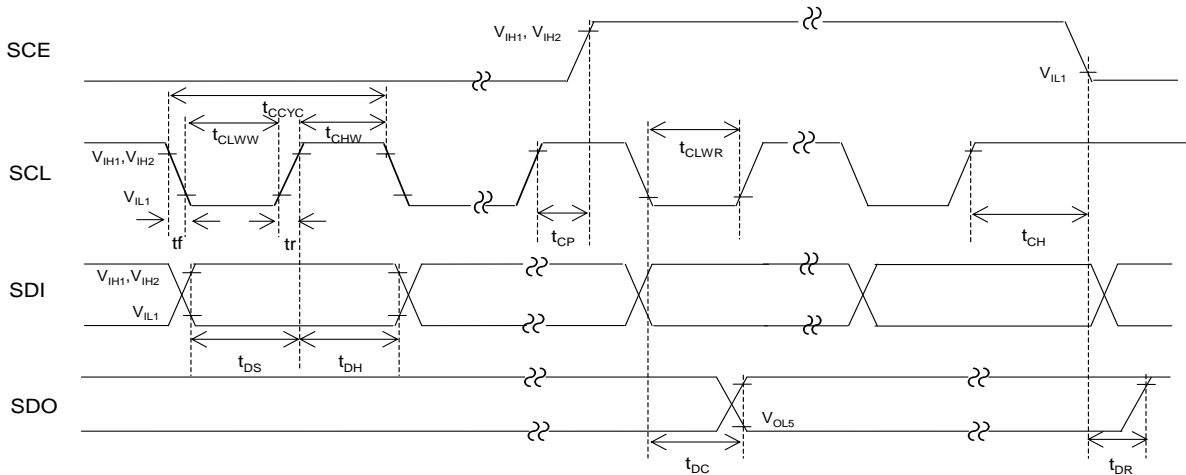 V_IH1, V_IH2
SCE
V_IL1
t_CCYC
t_CLWW
t_CHW
t_CLWR
V_IH1,V_IH2
SCL
V_IL1
tf
tr
t_CP
t_CH
V_IH1,V_IH2
SDI
V_IL1
t_DS
t_DH
SDO
V_OL5
t_DC
t_DR